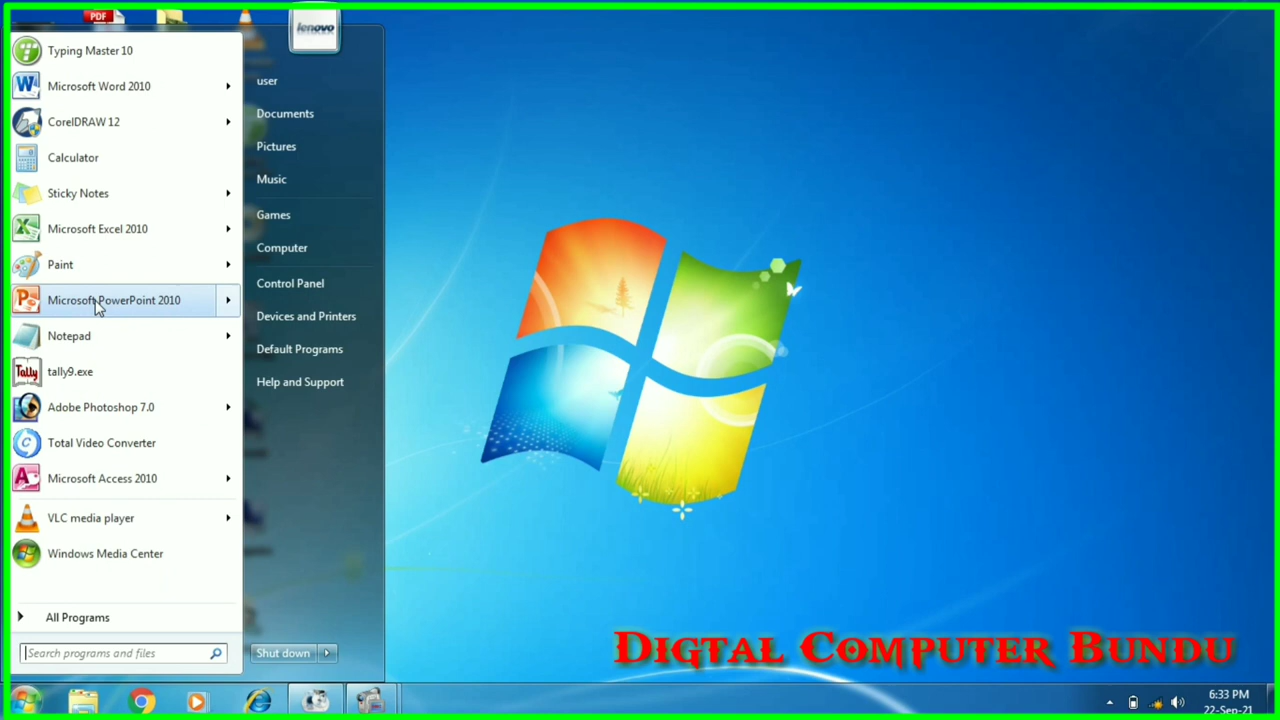 PDF
lenovo
Typing Master 10
Microsoft Word 2010
CorelDRAW 12
Calculator
Sticky Notes
Microsoft Excel 2010
Paint
Microsoft PowerPoint 2010
Notepad
Tally
tally9.exe
Adobe Photoshop 7.0
Total Video Converter
Microsoft Access 2010
VLC media player
Windows Media Center
All Programs
Search programs and files
user
Documents
Pictures
Music
Games
Computer
Control Panel
Devices and Printers
Default Programs
Help and Support
Shut down
Digtal Computer Bundu
6:33 PM
22-Sep-21